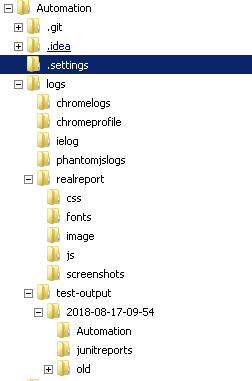 Automation
.git
.idea
.settings
logs
chromelogs
chromeprofile
ielog
phantomjslogs
realreport
css
fonts
image
js
screenshots
test-output
2018-08-17-09-54
Automation
junitreports
old